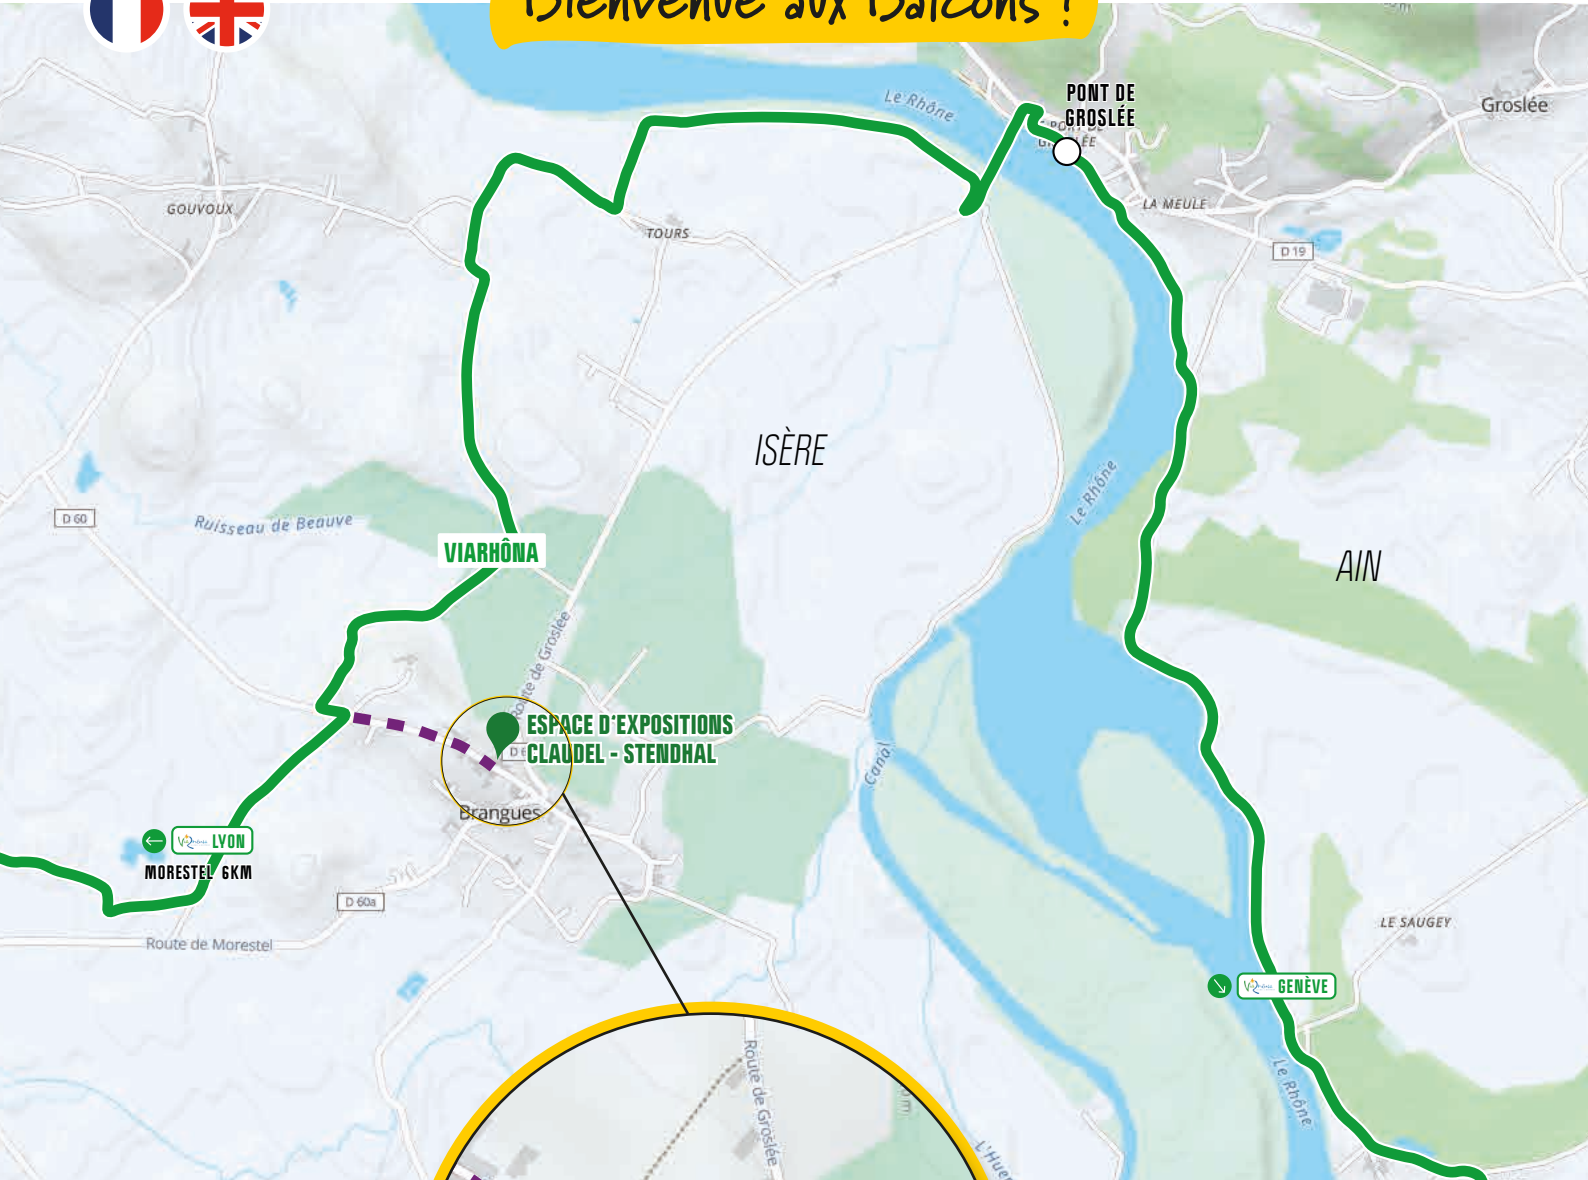 Bienvenue aux Balcons !
Le Rhône
PONT DE
GROSLÉE
Groslée
GOUVOUX
LA MEULE
TOURS
D 19
ISÈRE
Le Rhône
D 60
Ruisseau de Beauve
VIARHÔNA
AIN
Route de Groslée
ESPACE D'EXPOSITIONS
CLAUDEL - STENDHAL
Canal
Brangues
LYON
MORESTEL 6KM
D 60a
Route de Morestel
LE SAUGEY
GENÈVE
Le Rhône
Route de Groslée